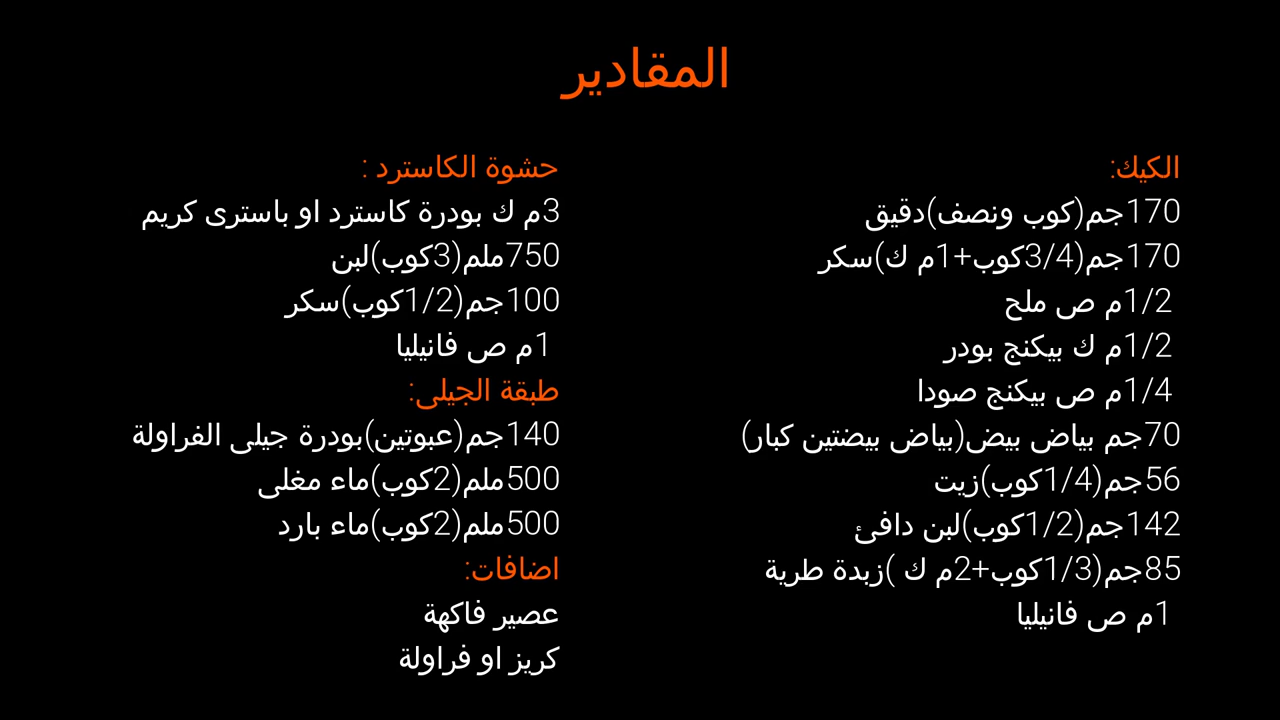 المقادير
الكيك:
170جم(كوب ونصف)دقيق
170جم(3/4كوب+1م ك)سكر
1/2م ص ملح
1/2م ك بيكنج بودر
1/4م ص بيكنج صودا
70جم بياض بيض(بياض بيضتين كبار)
56جم(1/4كوب)زيت
142جم(1/2كوب)لبن دافئ
85جم(1/3كوب+2م ك )زبدة طرية
1م ص فانيليا
حشوة الكاسترد :
3م ك بودرة كاسترد او باسترى كريم
750ملم(3كوب)لبن
100جم(1/2كوب)سكر
1م ص فانيليا
طبقة الجيلى:
140جم(عبوتين)بودرة جيلى الفراولة
500ملم(2كوب)ماء مغلى
500ملم(2كوب)ماء بارد
اضافات:
عصير فاكهة
كريز او فراولة